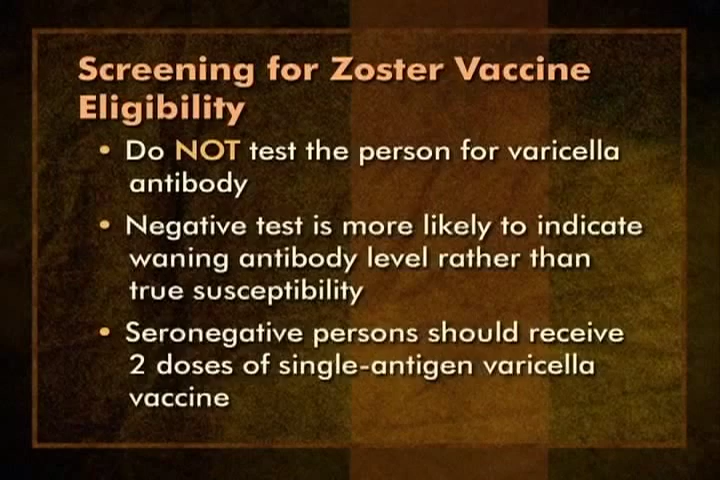 Screening for Zoster Vaccine
Eligibility
• Do NOT test the person for varicella
antibody
• Negative test is more likely to indicate
waning antibody level rather than
true susceptibility
• Seronegative persons should receive
2 doses of single-antigen varicella
vaccine